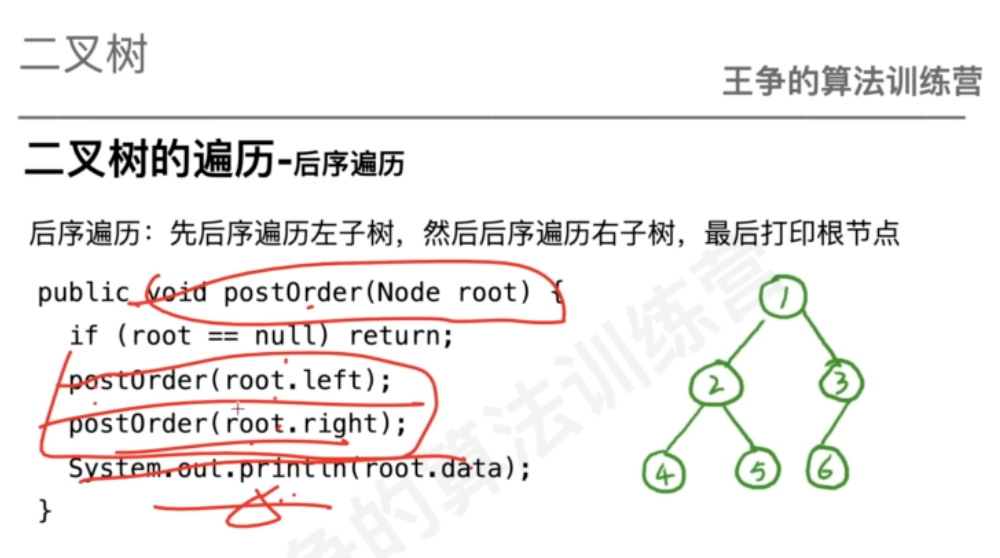 二叉树
王争的算法训练营
二叉树的遍历-后序遍历
后序遍历：先后序遍历左子树，然后后序遍历右子树，最后打印根节点
public void postOrder(Node root) {
if (root == null) return;
postOrder(root.left);
postOrder(root.right);
System.out.println(root.data);
}
1
2 3
4 5 6
争的算法训练营